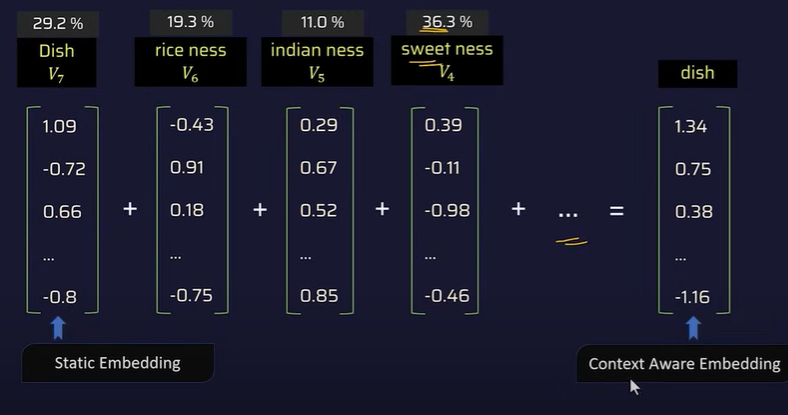 29.2 % 19.3 % 11.0 % 36.3 %
Dish rice ness indian ness sweet ness
V7 V6 V5 V4 dish
1.09 -0.43 0.29 0.39 1.34
-0.72 0.91 0.67 -0.11 0.75
0.66 + 0.18 + 0.52 + -0.98 + ... = 0.38
... ... ... ... ...
-0.8 -0.75 0.85 -0.46 -1.16
Static Embedding Context Aware Embedding